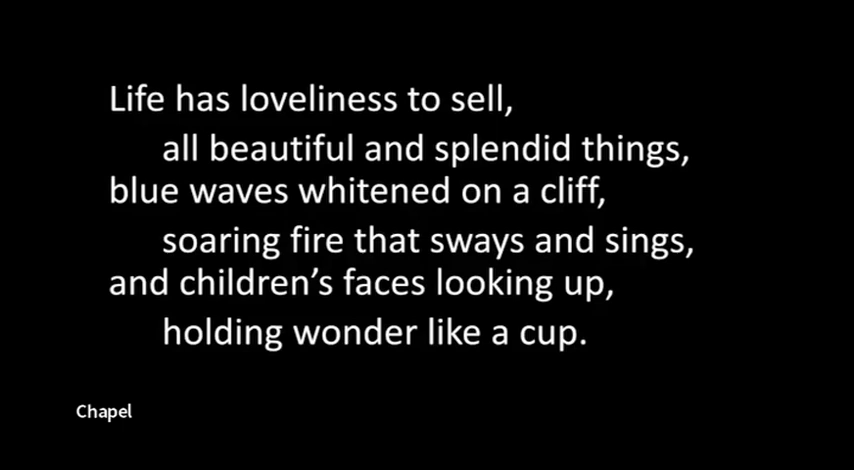 Life has loveliness to sell,
all beautiful and splendid things,
blue waves whitened on a cliff,
soaring fire that sways and sings,
and children’s faces looking up,
holding wonder like a cup.
Chapel